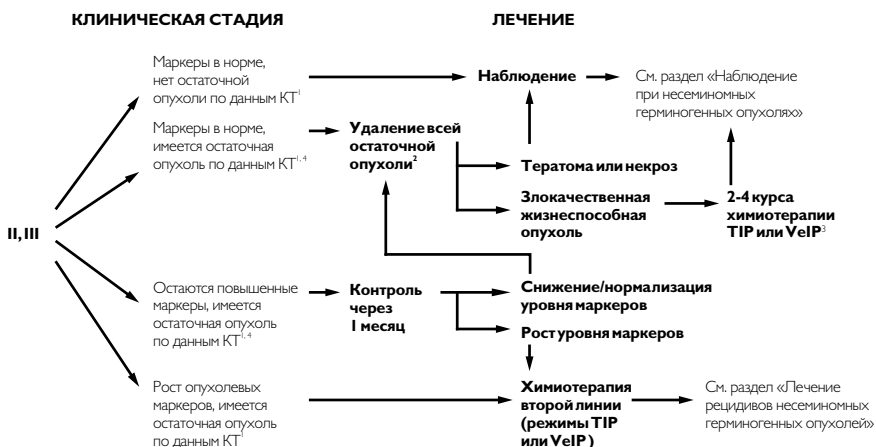 КЛИНИЧЕСКАЯ СТАДИЯ
ЛЕЧЕНИЕ
Маркеры в норме,
нет остаточной
опухоли по данным КТ¹
Наблюдение
См. раздел «Наблюдение
при несеминомных
герминогенных опухолях»
Маркеры в норме,
имеется остаточная
опухоль по данным КТ¹,⁴
Удаление всей
остаточной
опухоли²
Тератома или некроз
Злокачественная
жизнеспособная
опухоль
2-4 курса
химиотерапии
TIP или VeIP³
II, III
Остаются повышенные
маркеры, имеется
остаточная опухоль
по данным КТ¹,⁴
Контроль
через
1 месяц
Снижение/нормализация
уровня маркеров
Рост уровня маркеров
Рост опухолевых
маркеров, имеется
остаточная опухоль
по данным КТ¹
Химиотерапия
второй линии
(режимы TIP
или VeIP)
См. раздел «Лечение
рецидивов несеминомных
герминогенных опухолей»